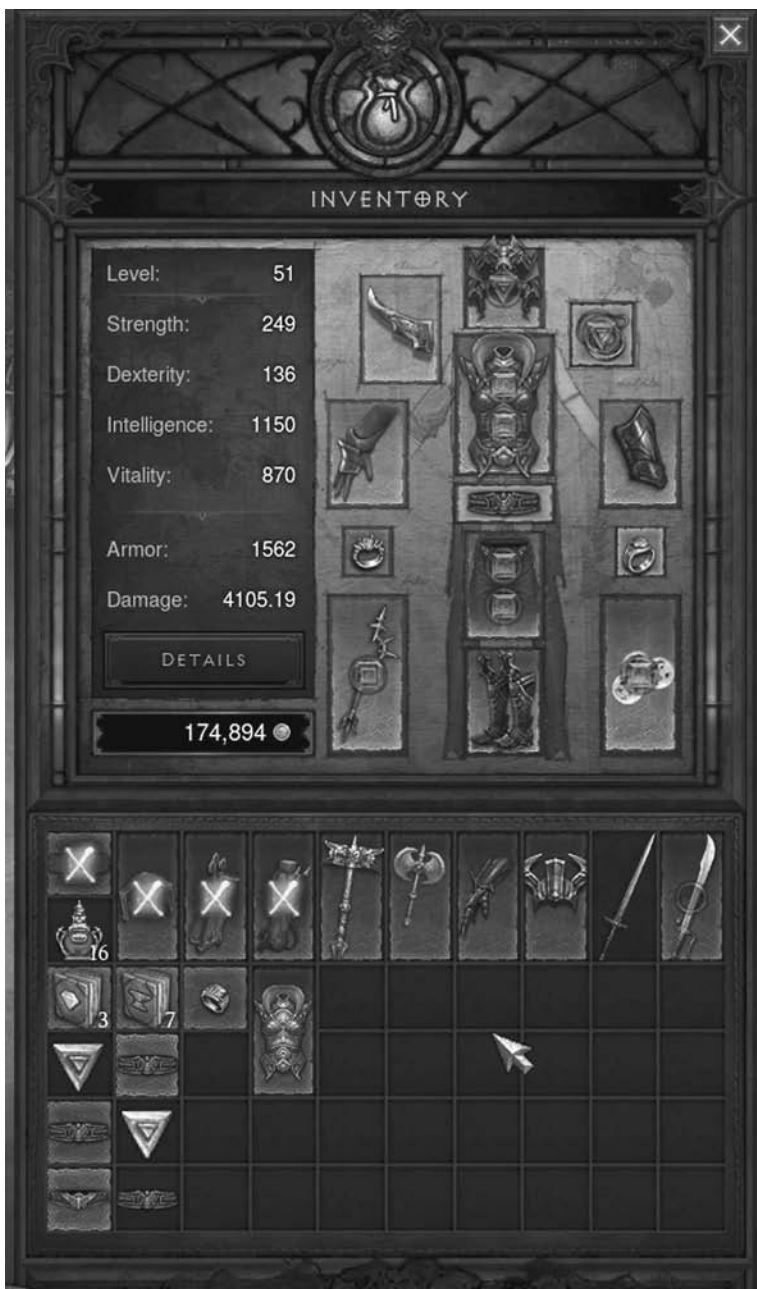 INVENTORY
Level: 51
Strength: 249
Dexterity: 136
Intelligence: 1150
Vitality: 870
Armor: 1562
Damage: 4105.19
DETAILS
174,894
16
3
7